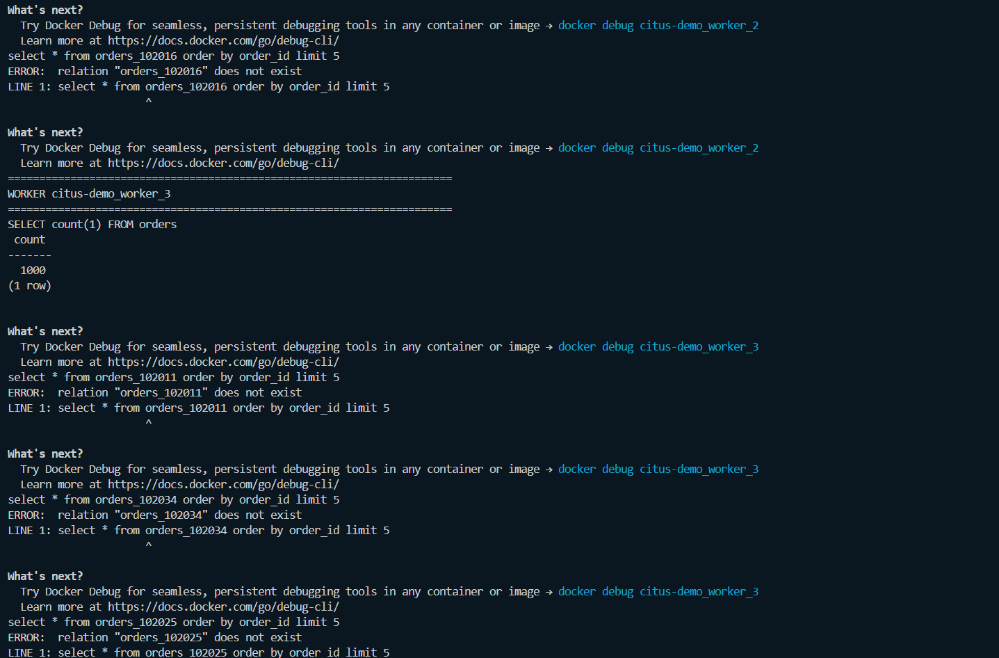 What's next?
  Try Docker Debug for seamless, persistent debugging tools in any container or image → docker debug citus-demo_worker_2
  Learn more at https://docs.docker.com/go/debug-cli/
select * from orders_102016 order by order_id limit 5
ERROR:  relation "orders_102016" does not exist
LINE 1: select * from orders_102016 order by order_id limit 5
                      ^
What's next?
  Try Docker Debug for seamless, persistent debugging tools in any container or image → docker debug citus-demo_worker_2
  Learn more at https://docs.docker.com/go/debug-cli/
=======================================================================
WORKER citus-demo_worker_3
=======================================================================
SELECT count(1) FROM orders
 count
-------
  1000
(1 row)
What's next?
  Try Docker Debug for seamless, persistent debugging tools in any container or image → docker debug citus-demo_worker_3
  Learn more at https://docs.docker.com/go/debug-cli/
select * from orders_102011 order by order_id limit 5
ERROR:  relation "orders_102011" does not exist
LINE 1: select * from orders_102011 order by order_id limit 5
                      ^
What's next?
  Try Docker Debug for seamless, persistent debugging tools in any container or image → docker debug citus-demo_worker_3
  Learn more at https://docs.docker.com/go/debug-cli/
select * from orders_102034 order by order_id limit 5
ERROR:  relation "orders_102034" does not exist
LINE 1: select * from orders_102034 order by order_id limit 5
                      ^
What's next?
  Try Docker Debug for seamless, persistent debugging tools in any container or image → docker debug citus-demo_worker_3
  Learn more at https://docs.docker.com/go/debug-cli/
select * from orders_102025 order by order_id limit 5
ERROR:  relation "orders_102025" does not exist
LINE 1: select * from orders_102025 order by order_id limit 5